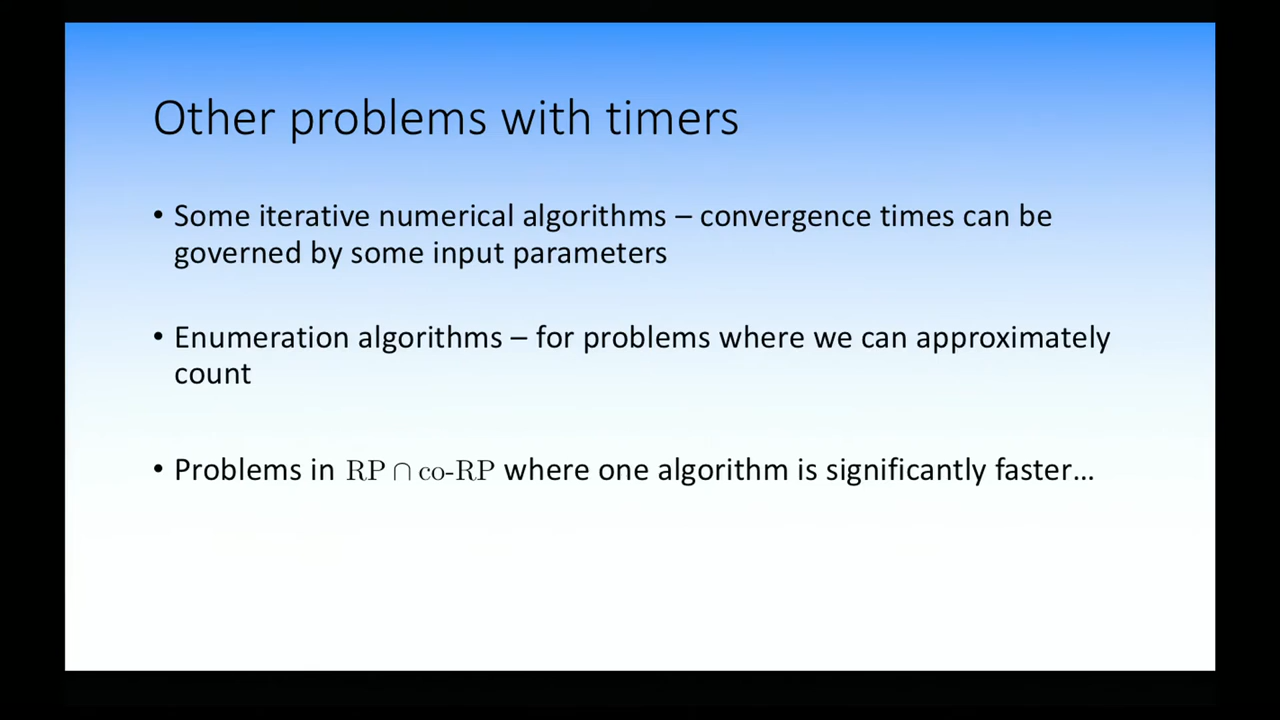 Other problems with timers
• Some iterative numerical algorithms – convergence times can be
governed by some input parameters
• Enumeration algorithms – for problems where we can approximately
count
• Problems in RP ∩ co-RP where one algorithm is significantly faster…